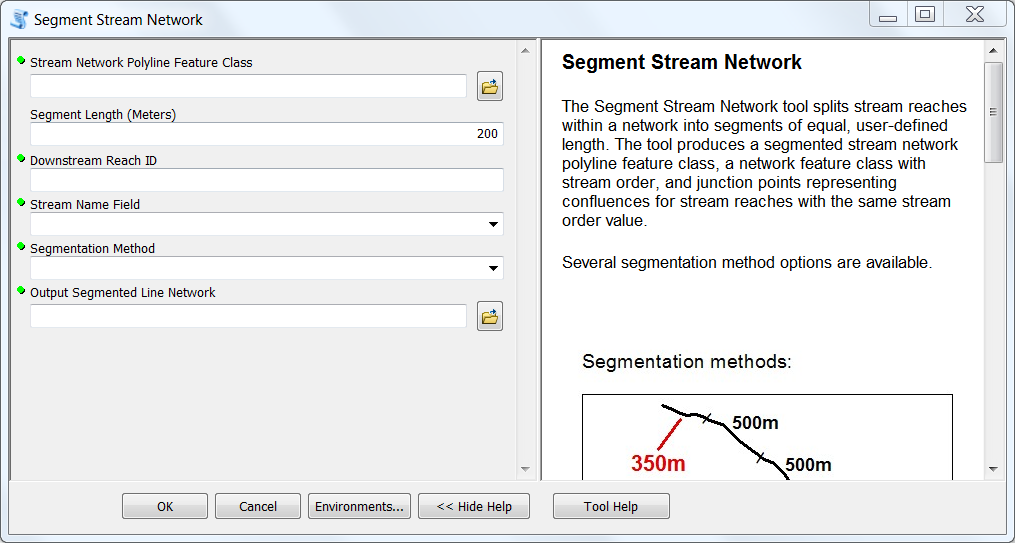 Segment Stream Network
Stream Network Polyline Feature Class
Segment Length (Meters)
200
Downstream Reach ID
Stream Name Field
Segmentation Method
Output Segmented Line Network
Segment Stream Network
The Segment Stream Network tool splits stream reaches
within a network into segments of equal, user-defined
length. The tool produces a segmented stream network
polyline feature class, a network feature class with
stream order, and junction points representing
confluences for stream reaches with the same stream
order value.
Several segmentation method options are available.
Segmentation methods:
500m
350m
500m
OK
Cancel
Environments...
<< Hide Help
Tool Help